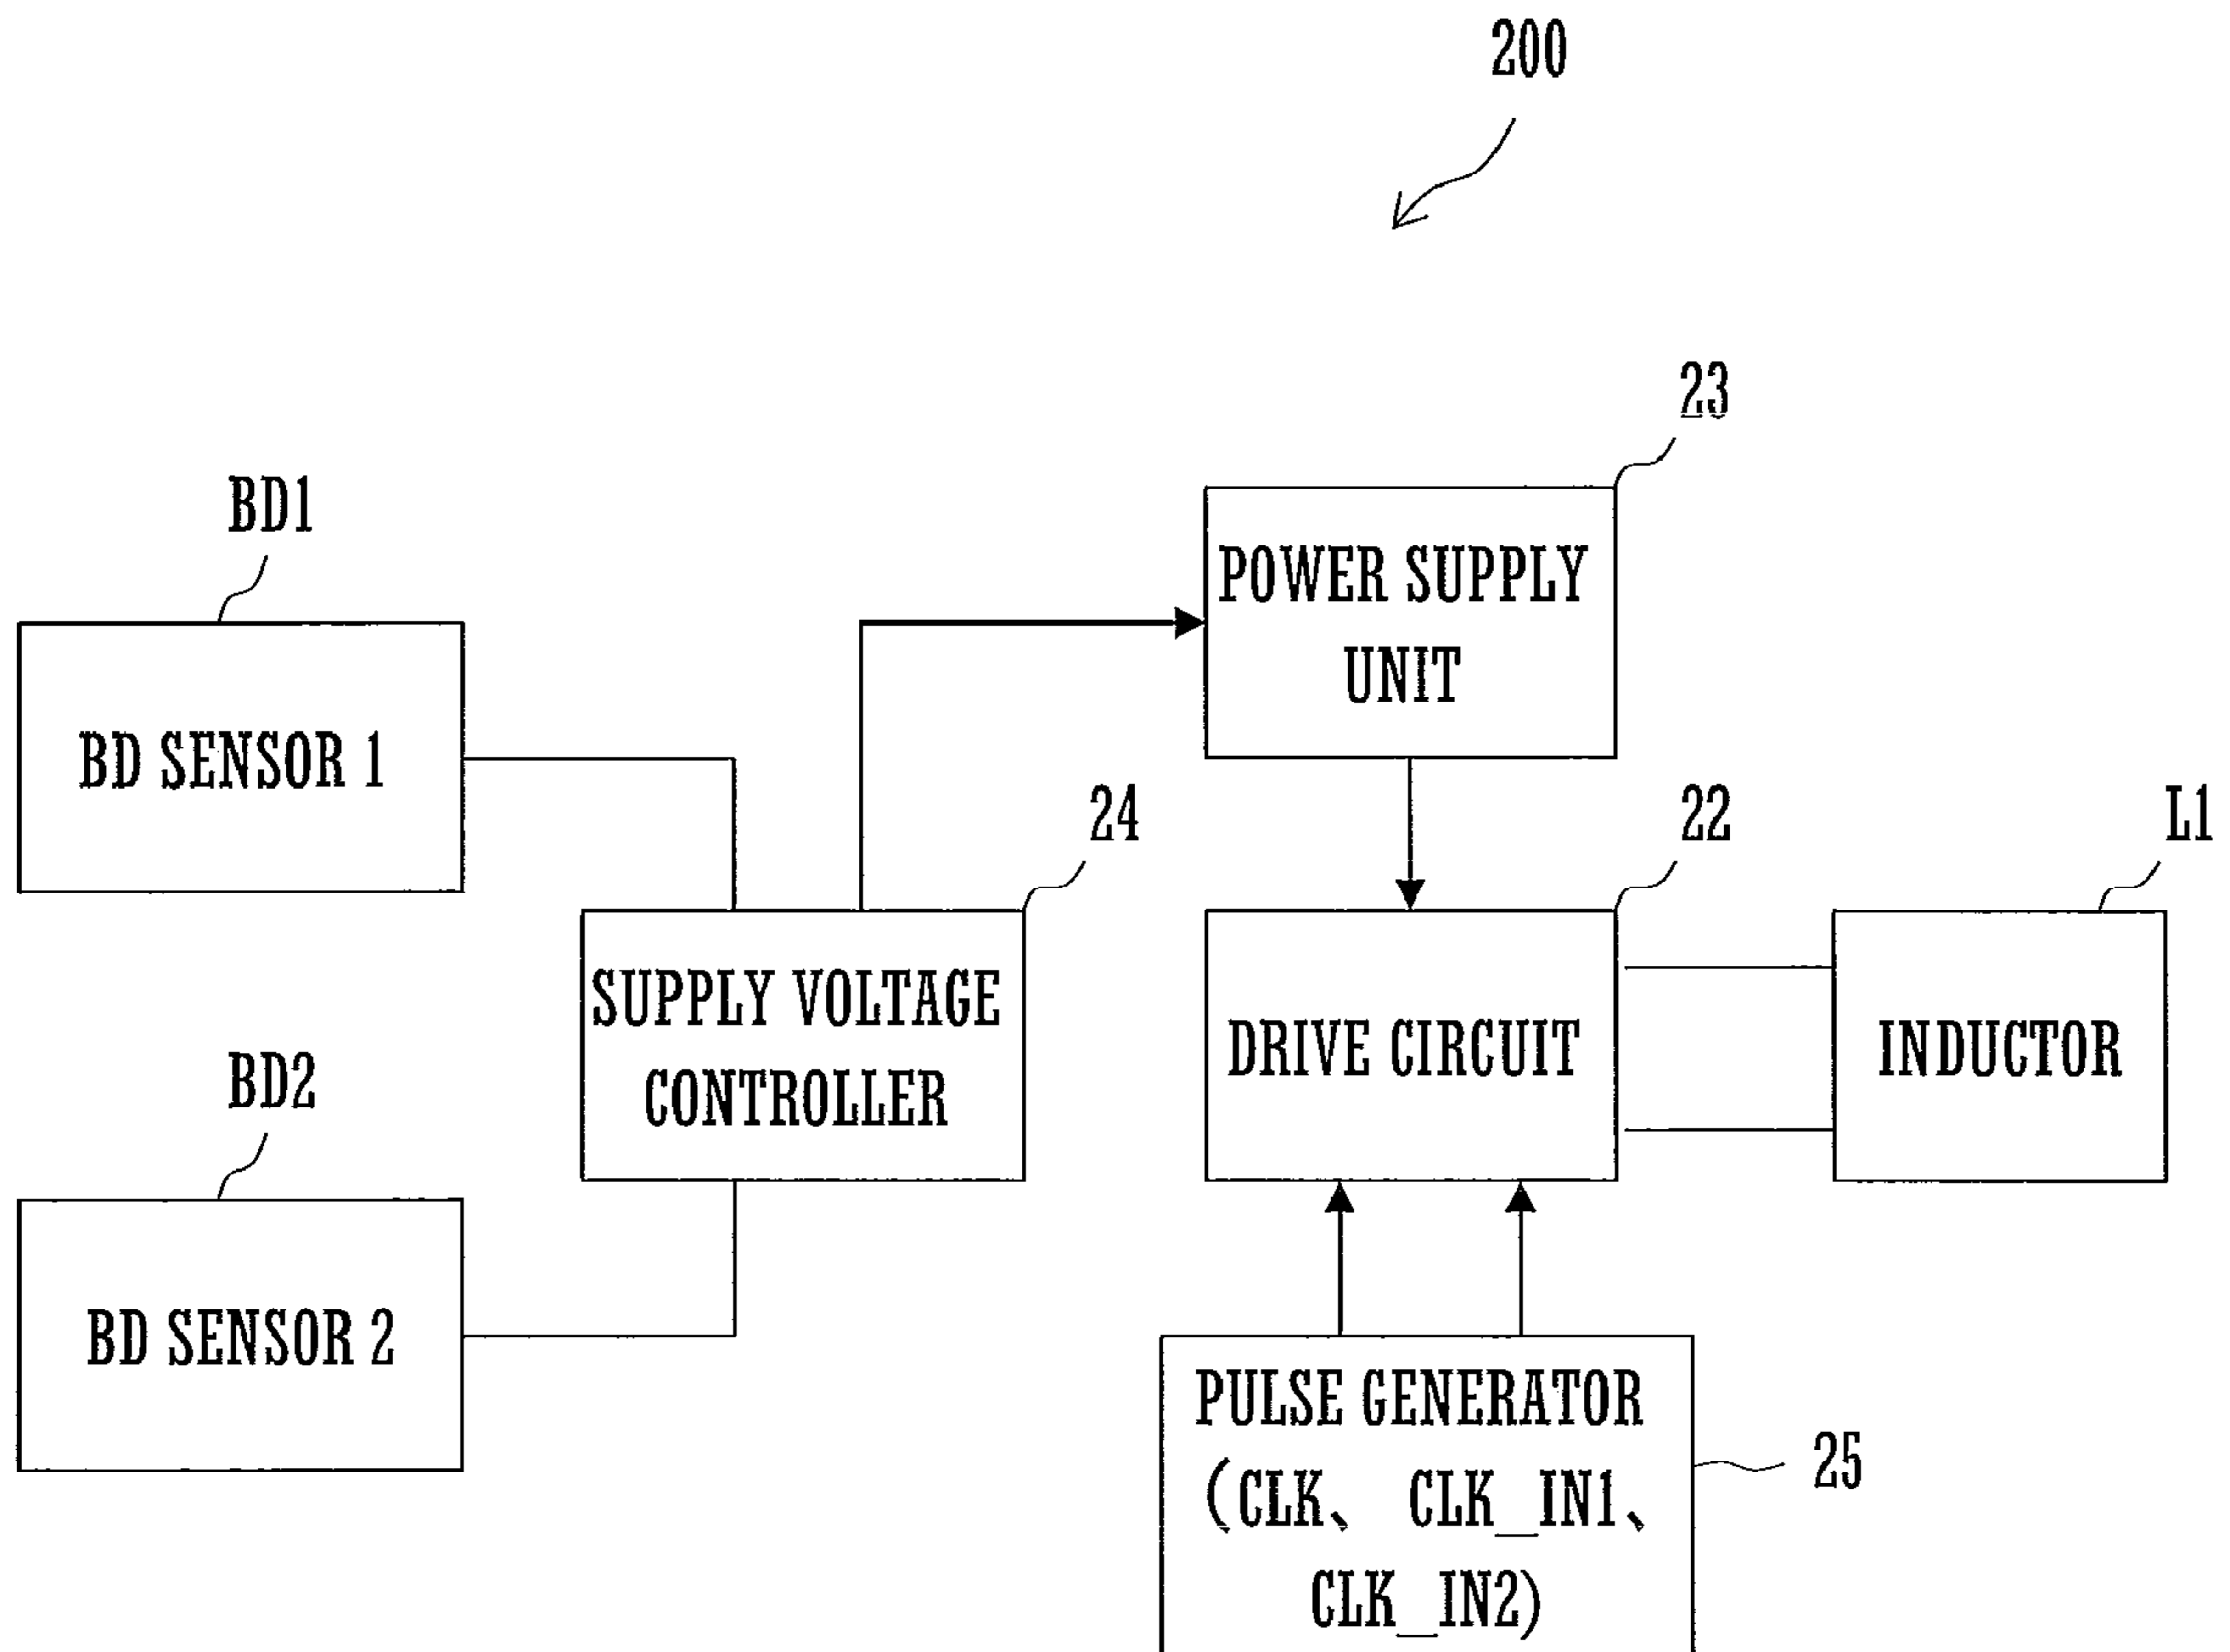 200
23
POWER SUPPLY
UNIT
BD1
BD SENSOR 1
24
SUPPLY VOLTAGE
CONTROLLER
22
DRIVE CIRCUIT
L1
INDUCTOR
BD2
BD SENSOR 2
PULSE GENERATOR
(CLK、 CLK_IN1、
CLK_IN2)
25